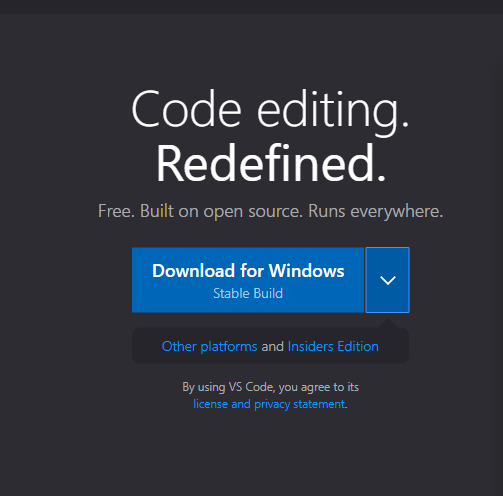 Code editing.
Redefined.
Free. Built on open source. Runs everywhere.
Download for Windows
Stable Build
Other platforms and Insiders Edition
By using VS Code, you agree to its
license and privacy statement.